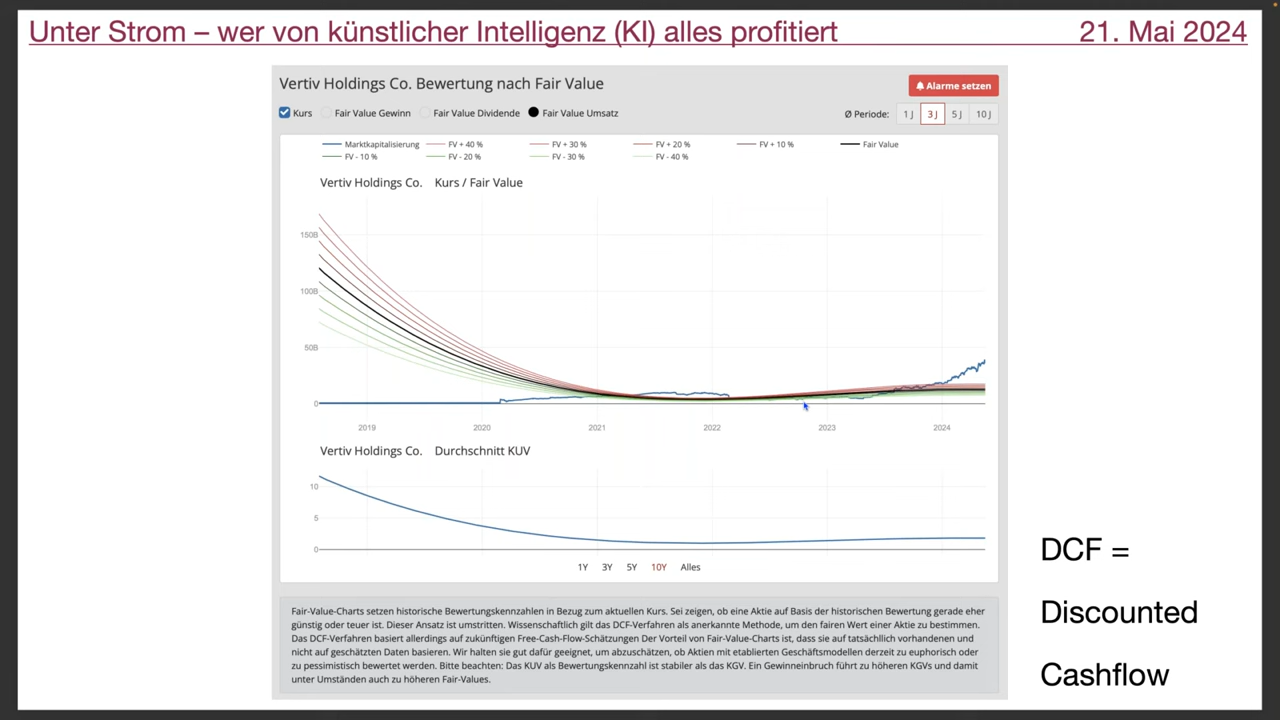 Unter Strom – wer von künstlicher Intelligenz (KI) alles profitiert 21. Mai 2024
Vertiv Holdings Co. Bewertung nach Fair Value
Alarme setzen
Kurs Fair Value Gewinn Fair Value Dividende Fair Value Umsatz
Ø Periode: 1 J 3 J 5 J 10 J
Marktkapitalisierung FV + 40 % FV + 30 % FV + 20 % FV + 10 % Fair Value
FV - 10 % FV - 20 % FV - 30 % FV - 40 %
Vertiv Holdings Co. Kurs / Fair Value
150B
100B
50B
0
2019 2020 2021 2022 2023 2024
Vertiv Holdings Co. Durchschnitt KUV
10
5
0
1Y 3Y 5Y 10Y Alles
Fair-Value-Charts setzen historische Bewertungskennzahlen in Bezug zum aktuellen Kurs. Sei zeigen, ob eine Aktie auf Basis der historischen Bewertung gerade eher
günstig oder teuer ist. Dieser Ansatz ist umstritten. Wissenschaftlich gilt das DCF-Verfahren als anerkannte Methode, um den fairen Wert einer Aktie zu bestimmen.
Das DCF-Verfahren basiert allerdings auf zukünftigen Free-Cash-Flow-Schätzungen Der Vorteil von Fair-Value-Charts ist, dass sie auf tatsächllich vorhandenen und
nicht auf geschätzten Daten basieren. Wir halten sie gut dafür geeignet, um abzuschätzen, ob Aktien mit etablierten Geschäftsmodellen derzeit zu euphorisch oder
zu pessimistisch bewertet werden. Bitte beachten: Das KUV als Bewertungskennzahl ist stabiler als das KGV. Ein Gewinneinbruch führt zu höheren KGVs und damit
unter Umständen auch zu höheren Fair-Values.
DCF =
Discounted
Cashflow